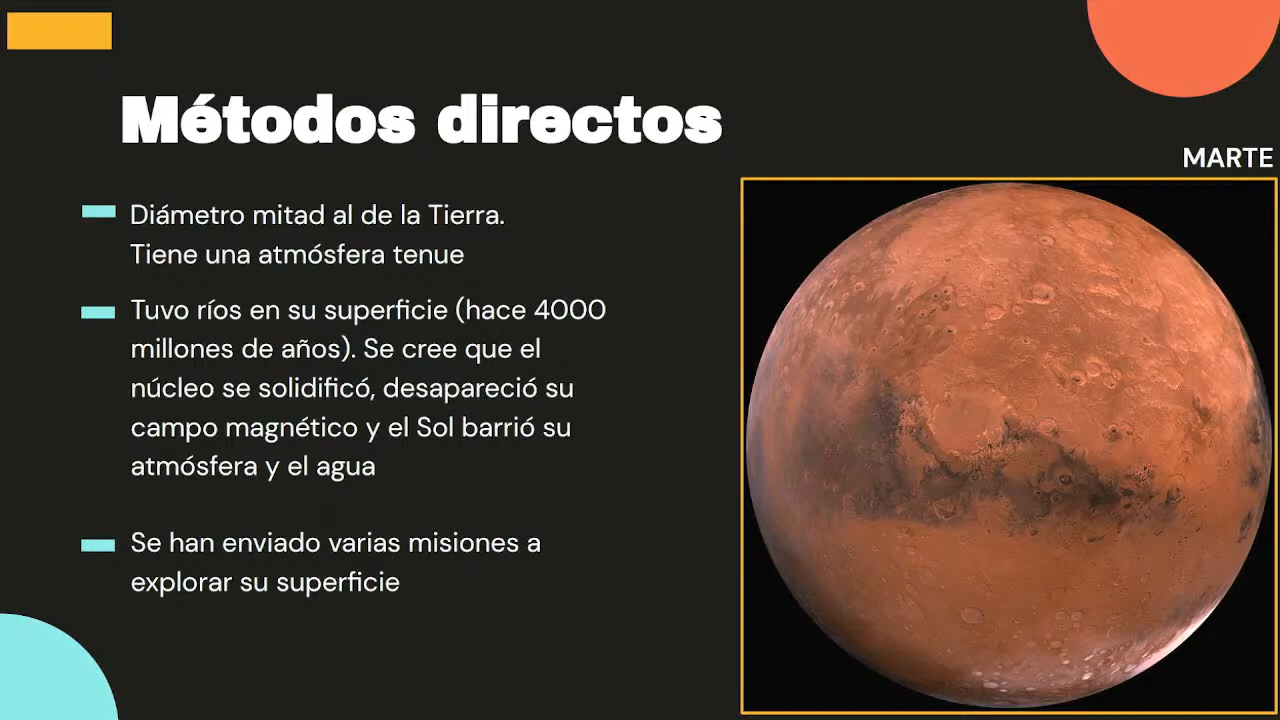 Métodos directos
MARTE
Diámetro mitad al de la Tierra.
Tiene una atmósfera tenue
Tuvo ríos en su superficie (hace 4000
millones de años). Se cree que el
núcleo se solidificó, desapareció su
campo magnético y el Sol barrió su
atmósfera y el agua
Se han enviado varias misiones a
explorar su superficie